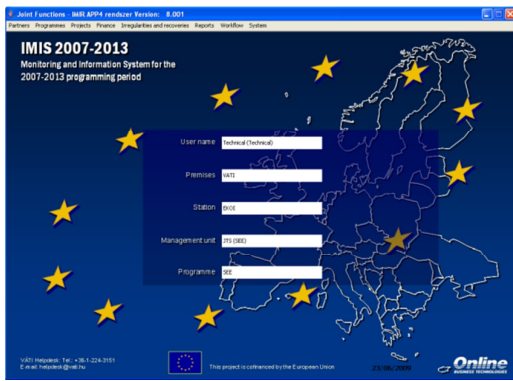 Joint Functions - IMIR APP4 rendszer Version: 8.001
Partners Programmes Projects Finance Irregularities and recoveries Reports Workflow System
IMIS 2007-2013
Monitoring and Information System for the
2007-2013 programming period
User name Technical (Technical)
Premises VATI
Station
Management unit JTS (SEE)
Programme SEE
VÁTI Helpdesk: Tel.: +36-1-224-3151
E-mail: helpdesk@vati.hu
This project is cofinanced by the European Union
23/06/2009
Online
BUSINESS TECHNOLOGIES